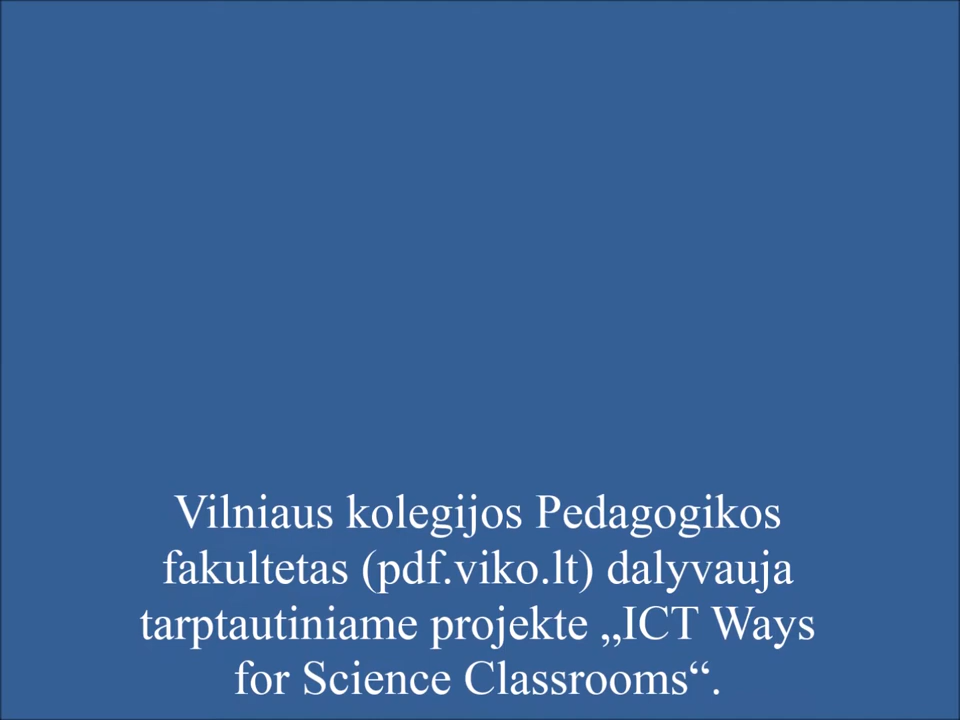 Vilniaus kolegijos Pedagogikos
fakultetas (pdf.viko.lt) dalyvauja
tarptautiniame projekte „ICT Ways
for Science Classrooms“.